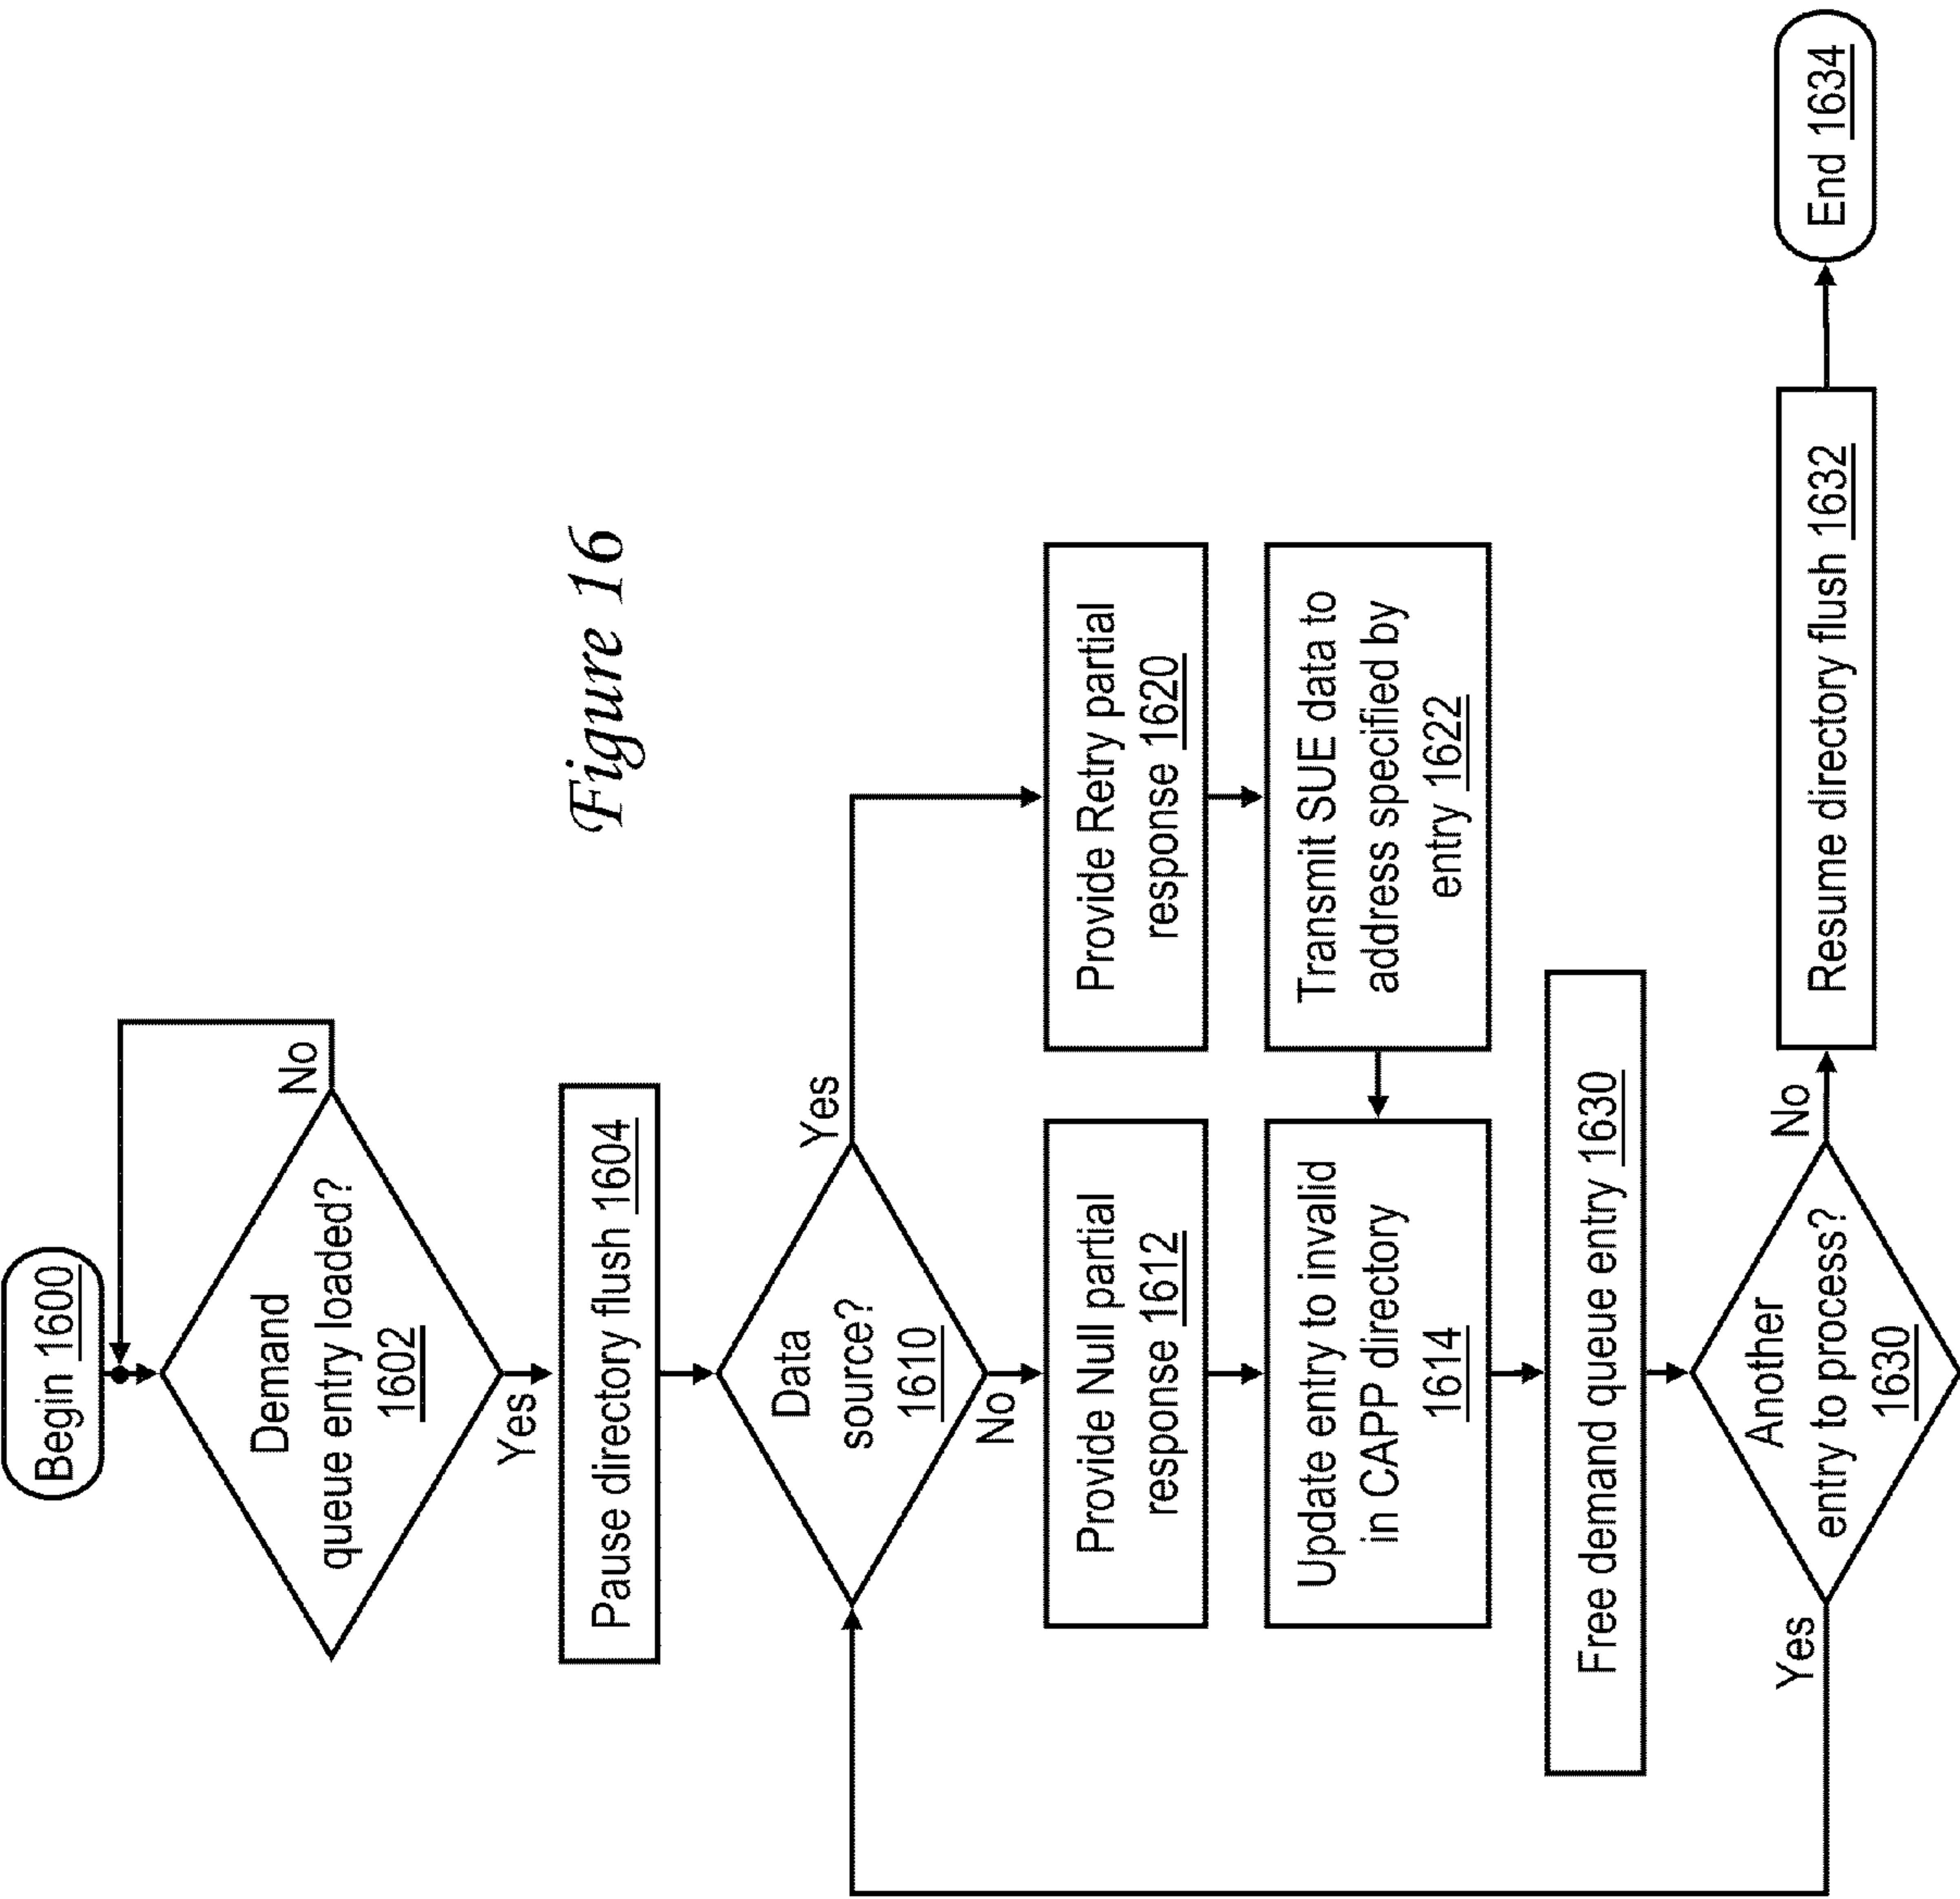 Begin 1600
Demand
queue entry loaded?
1602
No
Yes
Pause directory flush 1604
Data
source?
1610
Yes
No
Provide Null partial
response 1612
Update entry to invalid
in CAPP directory
1614
Provide Retry partial
response 1620
Transmit SUE data to
address specified by
entry 1622
Free demand queue entry 1630
Another
entry to process?
1630
Yes
No
Resume directory flush 1632
End 1634
Figure 16